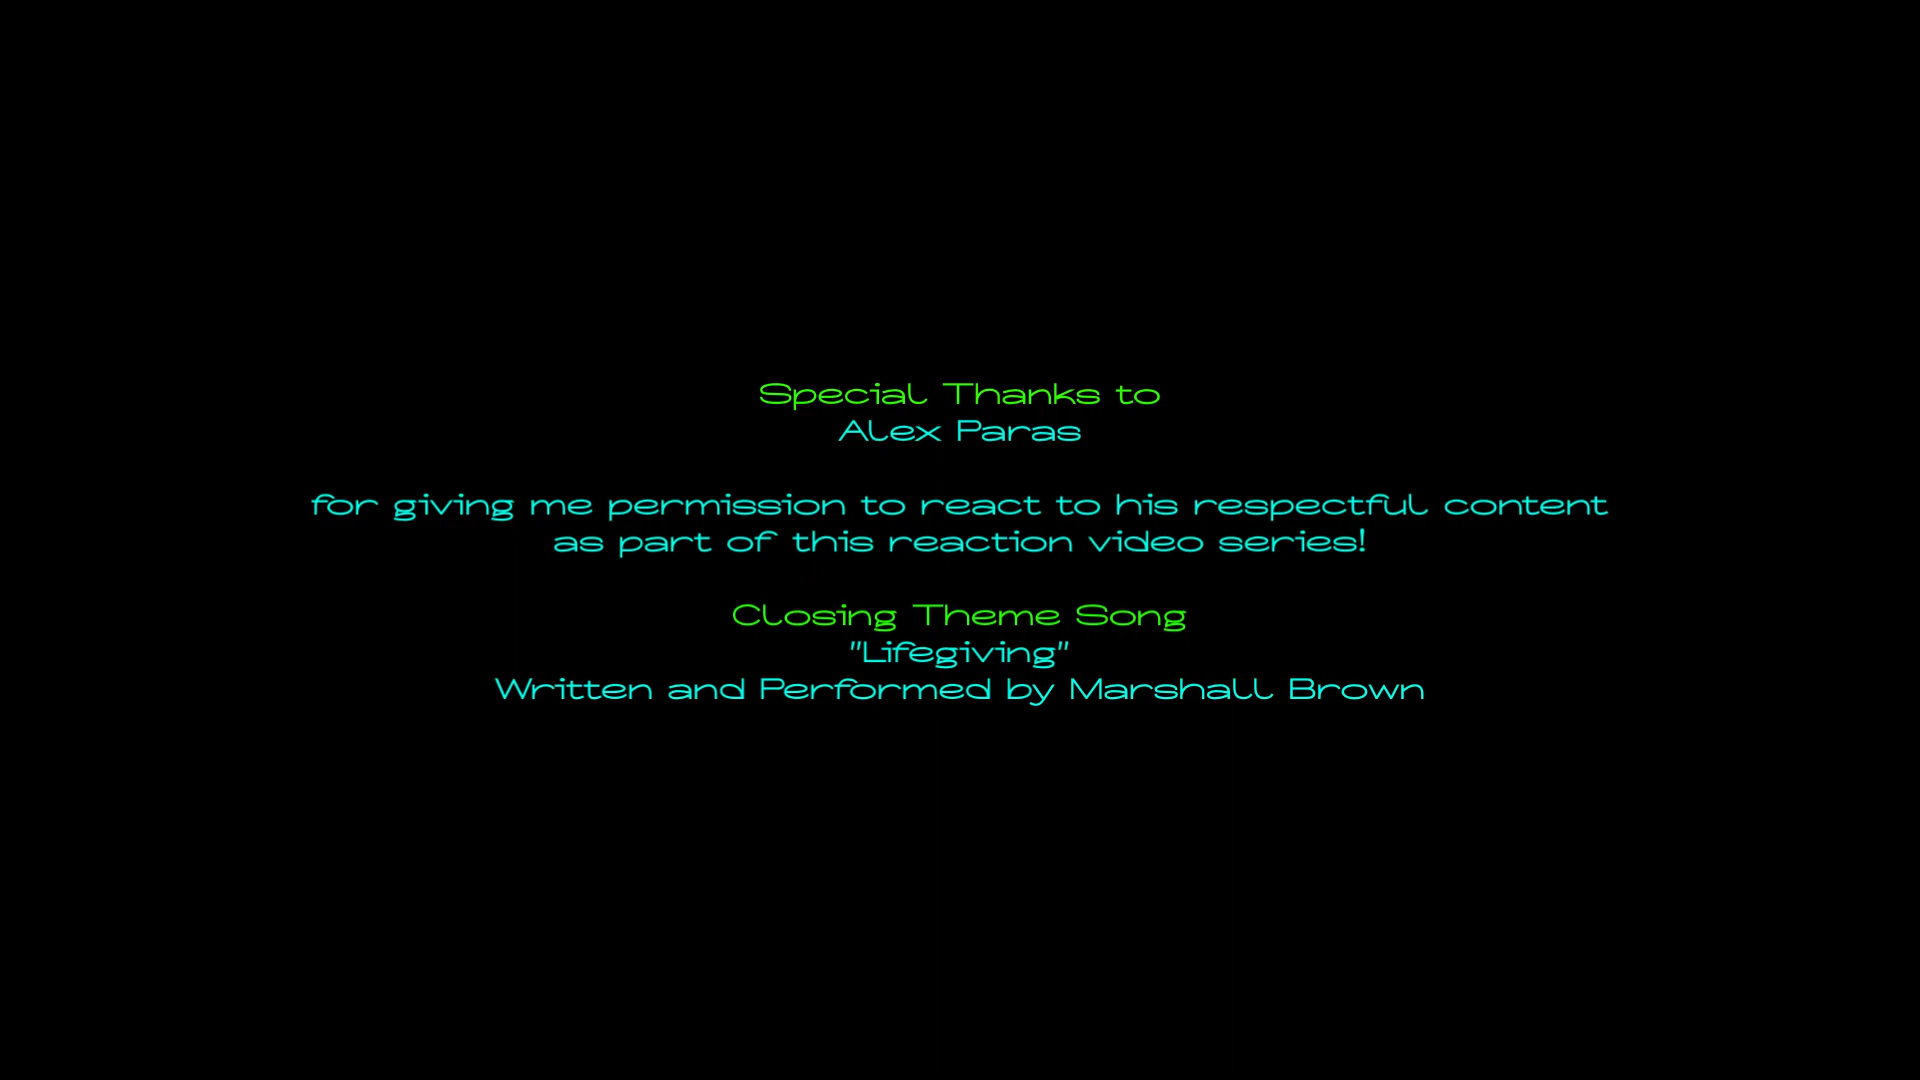 Special Thanks to
Alex Paras
for giving me permission to react to his respectful content
as part of this reaction video series!
Closing Theme Song
"Lifegiving"
Written and Performed by Marshall Brown